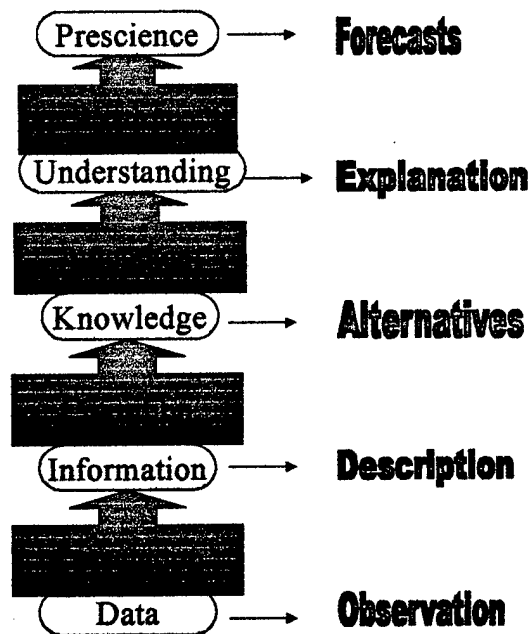 Prescience Forecasts
Understanding Explanation
Knowledge Alternatives
Information Description
Data Observation